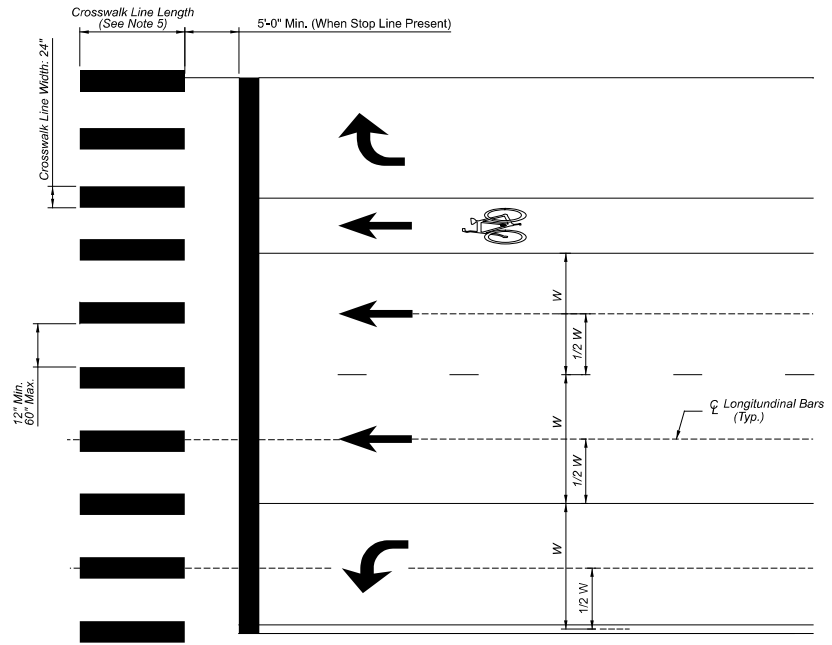 Crosswalk Line Length
(See Note 5)
5'-0" Min. (When Stop Line Present)
Crosswalk Line Width: 24"
W
1/2 W
12" Min.
60" Max.
W
1/2 W
℄ Longitundinal Bars
(Typ.)
W
1/2 W